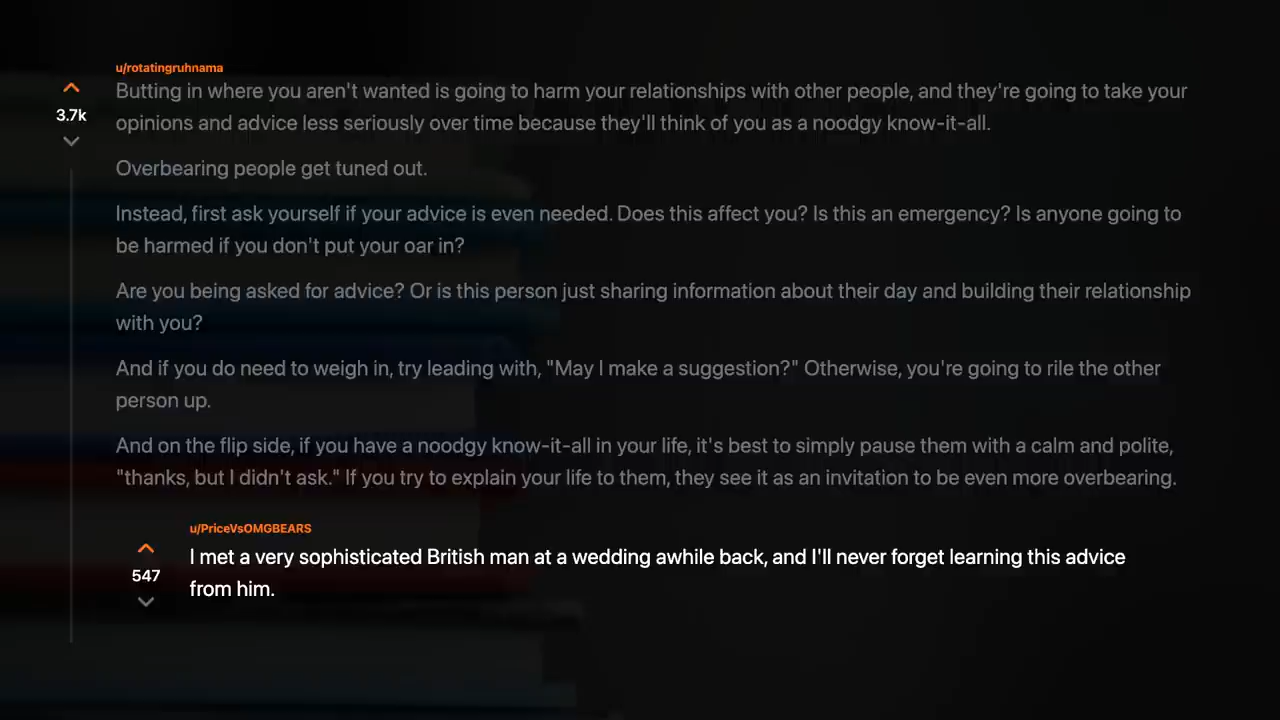 u/rotatingruhnama
Butting in where you aren't wanted is going to harm your relationships with other people, and they're going to take your
3.7k
opinions and advice less seriously over time because they'll think of you as a noodgy know-it-all.
Overbearing people get tuned out.
Instead, first ask yourself if your advice is even needed. Does this affect you? Is this an emergency? Is anyone going to
be harmed if you don't put your oar in?
Are you being asked for advice? Or is this person just sharing information about their day and building their relationship
with you?
And if you do need to weigh in, try leading with, "May I make a suggestion?" Otherwise, you're going to rile the other
person up.
And on the flip side, if you have a noodgy know-it-all in your life, it's best to simply pause them with a calm and polite,
"thanks, but I didn't ask." If you try to explain your life to them, they see it as an invitation to be even more overbearing.
u/PriceVsOMGBEARS
I met a very sophisticated British man at a wedding awhile back, and I'll never forget learning this advice
547
from him.